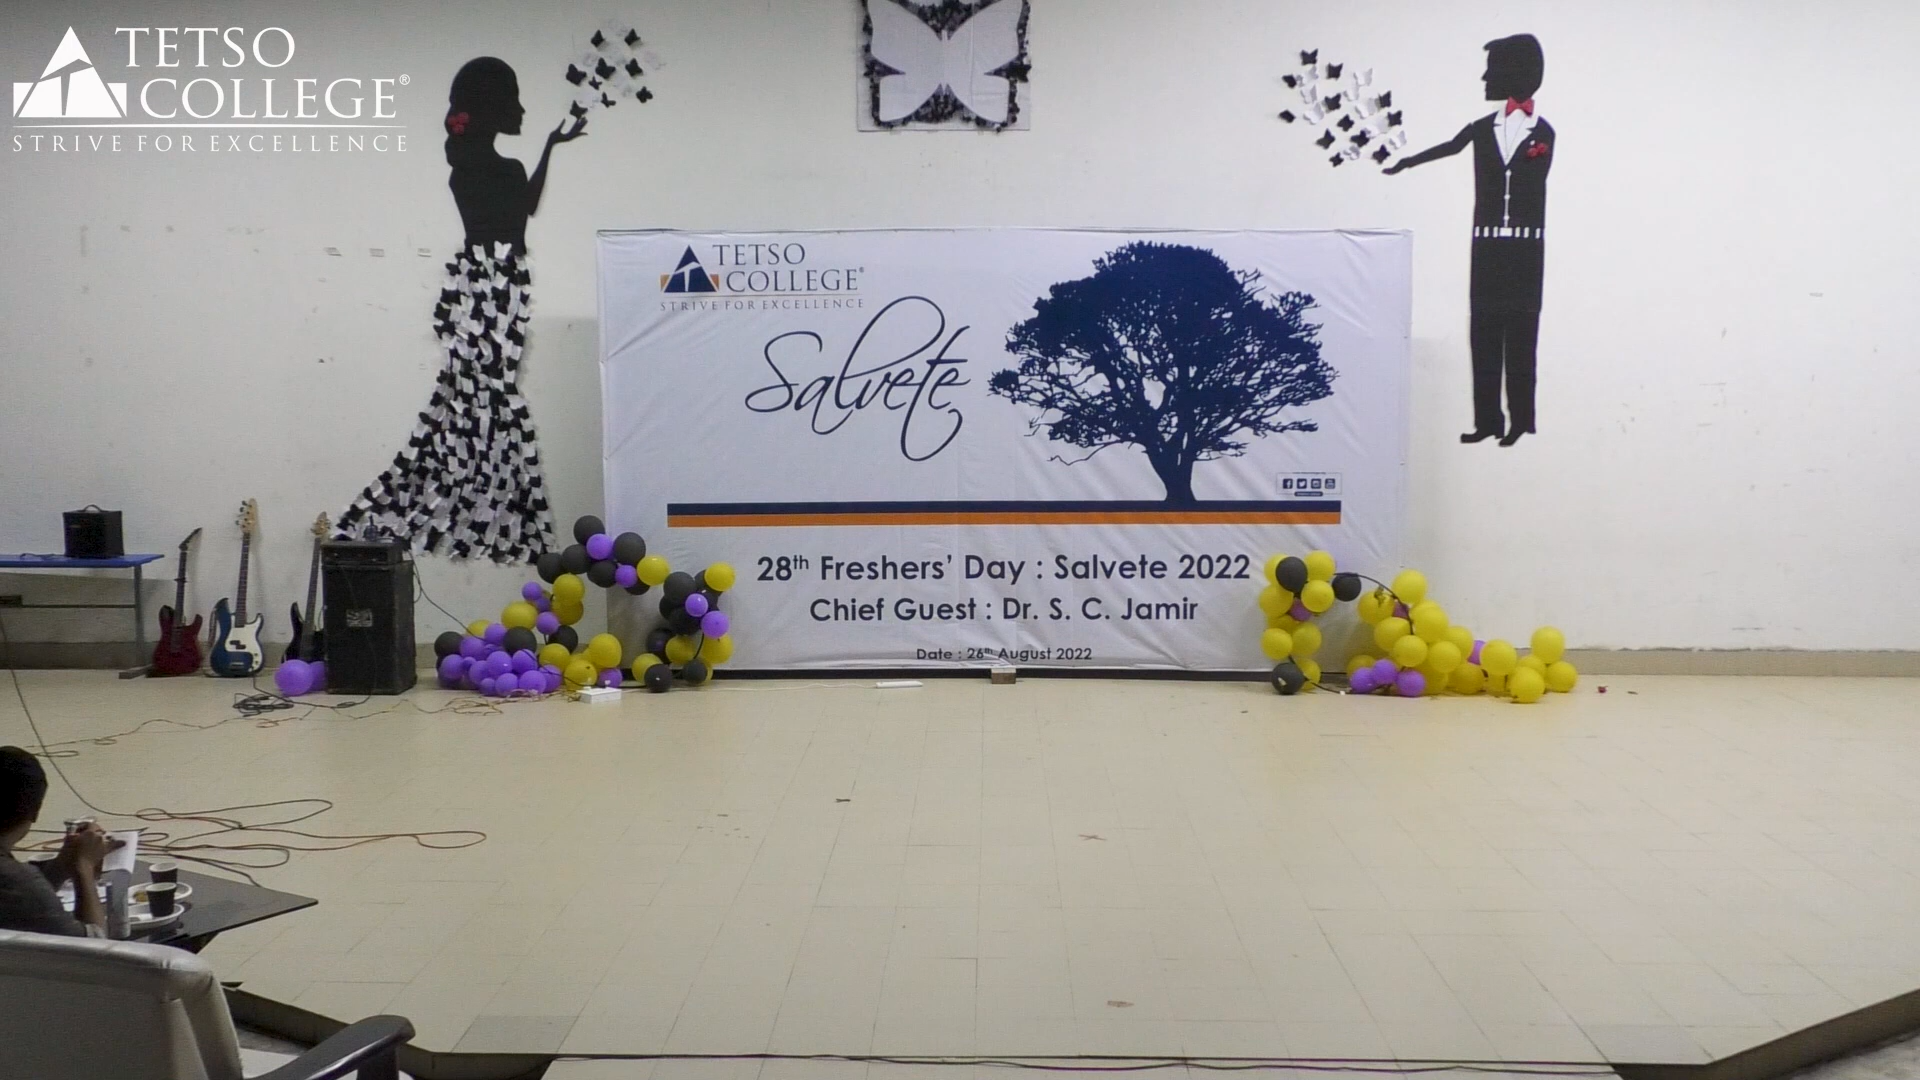 TETSO
COLLEGE®
STRIVE FOR EXCELLENCE
TETSO
COLLEGE®
STRIVE FOR EXCELLENCE
Salvete
28th Freshers' Day : Salvete 2022
Chief Guest : Dr. S. C. Jamir
Date : 26th August 2022